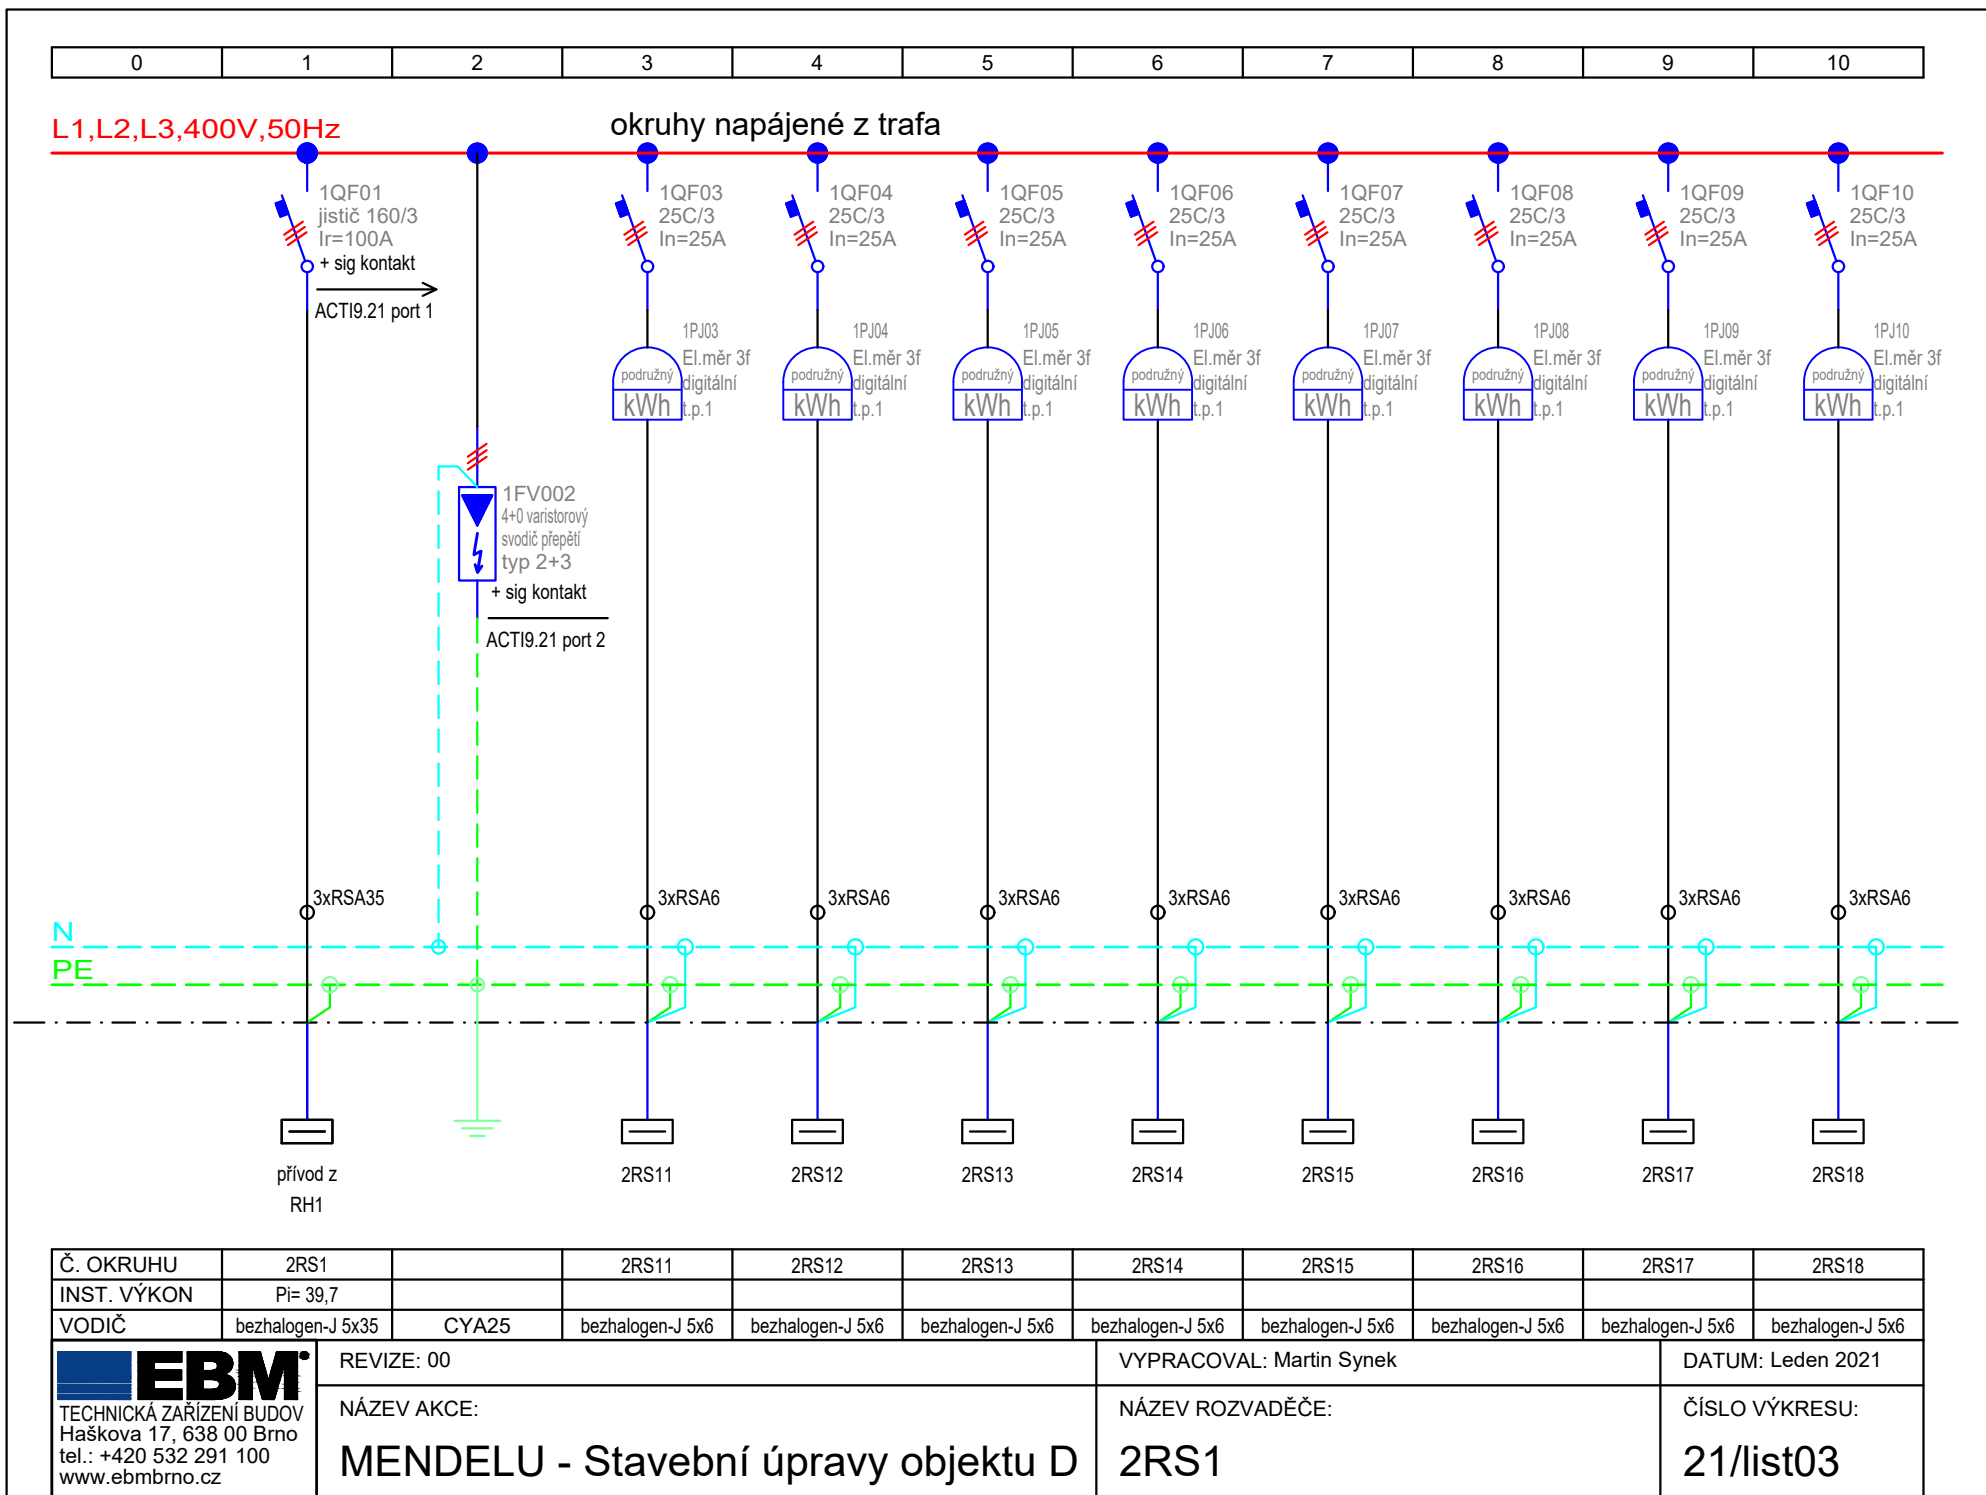 0 1 2 3 4 5 6 7 8 9 10
L1,L2,L3,400V,50Hz
okruhy napájené z trafa
1QF01
jistič 160/3
Ir=100A
+ sig kontakt
ACTI9.21 port 1
1QF03
25C/3
In=25A
1QF04
25C/3
In=25A
1QF05
25C/3
In=25A
1QF06
25C/3
In=25A
1QF07
25C/3
In=25A
1QF08
25C/3
In=25A
1QF09
25C/3
In=25A
1QF10
25C/3
In=25A
1PJ03
El.měr 3f
digitální
t.p.1
podružný
kWh
1PJ04
El.měr 3f
digitální
t.p.1
podružný
kWh
1PJ05
El.měr 3f
digitální
t.p.1
podružný
kWh
1PJ06
El.měr 3f
digitální
t.p.1
podružný
kWh
1PJ07
El.měr 3f
digitální
t.p.1
podružný
kWh
1PJ08
El.měr 3f
digitální
t.p.1
podružný
kWh
1PJ09
El.měr 3f
digitální
t.p.1
podružný
kWh
1PJ10
El.měr 3f
digitální
t.p.1
podružný
kWh
1FV002
4+0 varistorový
svodič přepětí
typ 2+3
+ sig kontakt
ACTI9.21 port 2
3xRSA35 3xRSA6 3xRSA6 3xRSA6 3xRSA6 3xRSA6 3xRSA6 3xRSA6 3xRSA6
N
PE
přívod z
RH1
2RS11 2RS12 2RS13 2RS14 2RS15 2RS16 2RS17 2RS18
Č. OKRUHU 2RS1 2RS11 2RS12 2RS13 2RS14 2RS15 2RS16 2RS17 2RS18
INST. VÝKON Pi= 39,7
VODIČ bezhalogen-J 5x35 CYA25 bezhalogen-J 5x6 bezhalogen-J 5x6 bezhalogen-J 5x6 bezhalogen-J 5x6 bezhalogen-J 5x6 bezhalogen-J 5x6 bezhalogen-J 5x6 bezhalogen-J 5x6
EBM
TECHNICKÁ ZAŘÍZENÍ BUDOV
Haškova 17, 638 00 Brno
tel.: +420 532 291 100
www.ebmbrno.cz
REVIZE: 00
VYPRACOVAL: Martin Synek
DATUM: Leden 2021
NÁZEV AKCE:
MENDELU - Stavební úpravy objektu D
NÁZEV ROZVADĚČE:
2RS1
ČÍSLO VÝKRESU:
21/list03